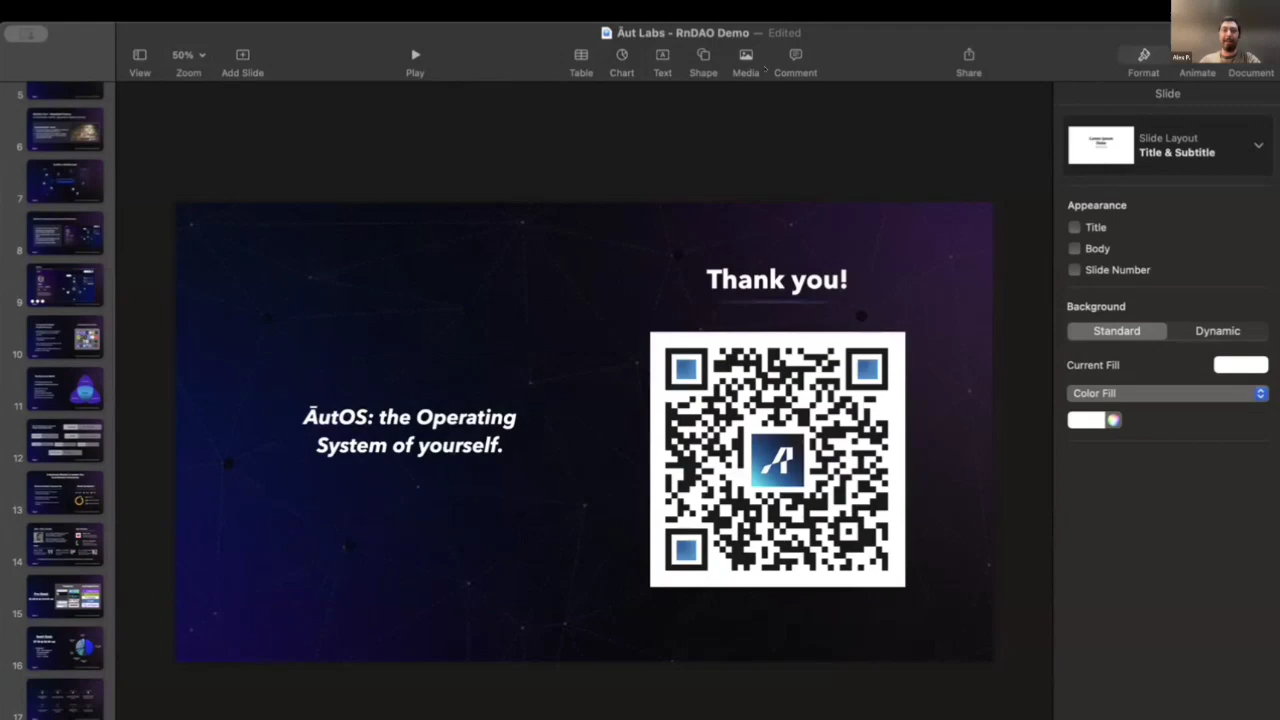 Āut Labs - RnDAO Demo — Edited
View
50%
Zoom
Add Slide
Play
Table
Chart
Text
Shape
Media
Comment
Share
Format
Animate
Document
Alex P.
Slide
Slide Layout
Title & Subtitle
Appearance
Title
Body
Slide Number
Background
Standard
Dynamic
Current Fill
Color Fill
5
6
7
8
9
10
11
12
13
14
15
16
17
Thank you!
ĀutOS: the Operating
System of yourself.